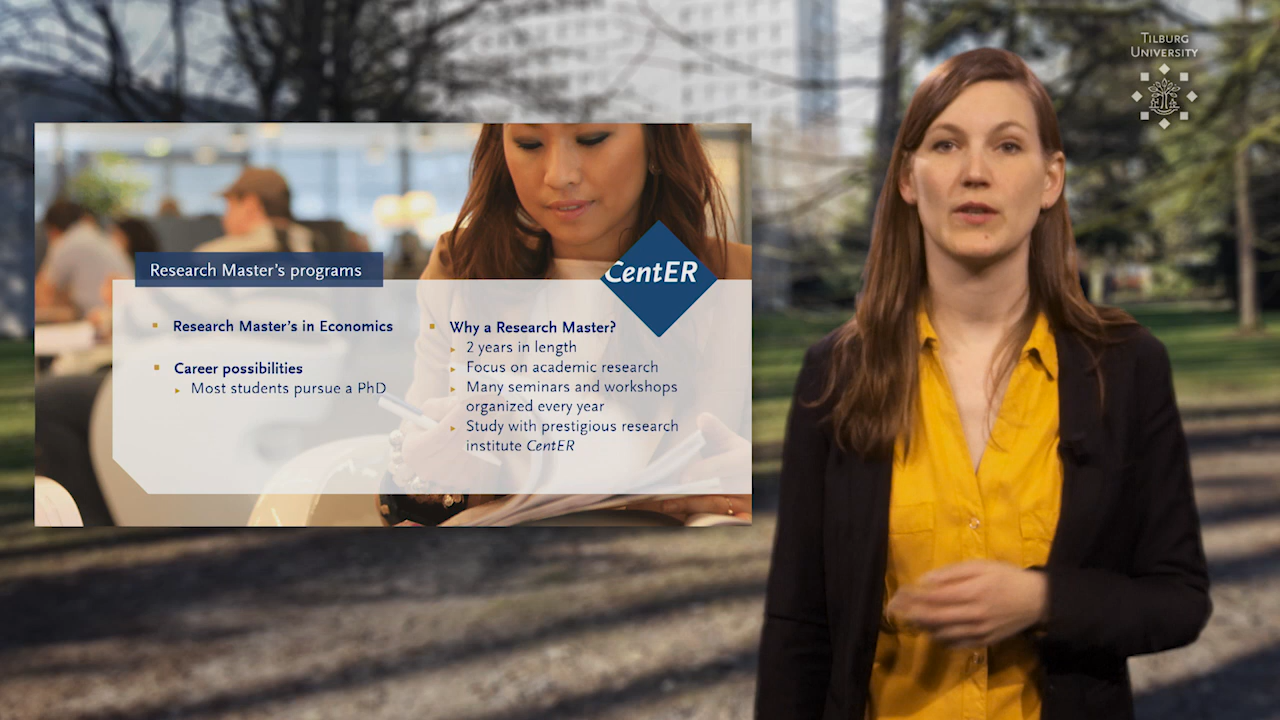 TILBURG
UNIVERSITY
CentER
Research Master's programs
Research Master's in Economics
Career possibilities
Most students pursue a PhD
Why a Research Master?
2 years in length
Focus on academic research
Many seminars and workshops
organized every year
Study with prestigious research
institute CentER